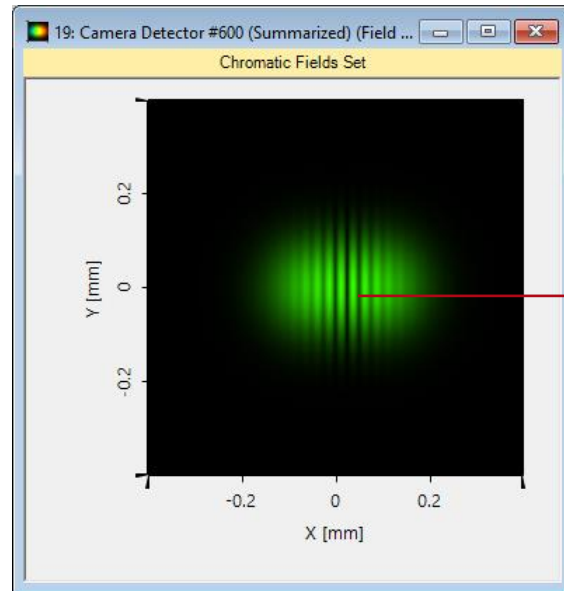 19: Camera Detector #600 (Summarized) (Field ...
Chromatic Fields Set
0.2
0
-0.2
Y [mm]
-0.2
0
0.2
X [mm]